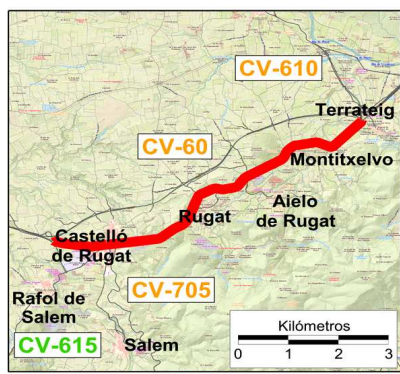 CV-610
Terrateig
CV-60
Montitxelvo
Aielo
de Rugat
Rugat
Castelló
de Rugat
CV-705
Rafol de
Salem
CV-615
Salem
Kilómetros
0 1 2 3